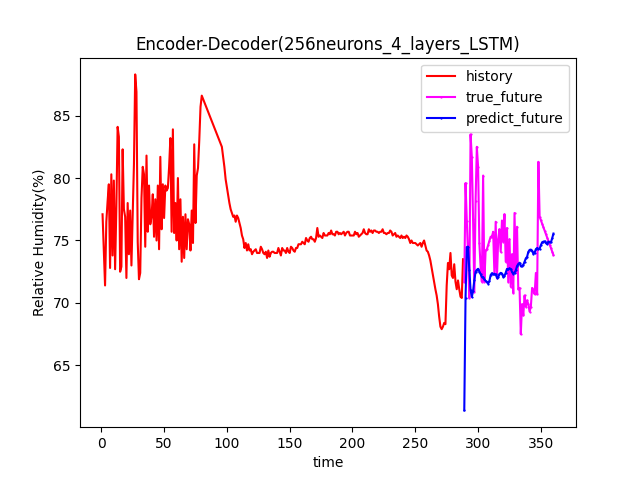 Encoder-Decoder(256neurons_4_layers_LSTM)
history
true_future
predict_future
Relative Humidity(%)
85
80
75
70
65
0 50 100 150 200 250 300 350
time